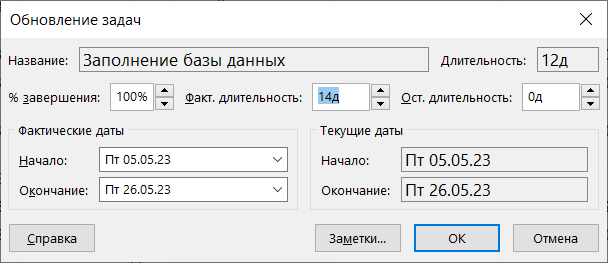 Обновление задач
Название: Заполнение базы данных Длительность: 12д
% завершения: 100% Факт. длительность: 14д Ост. длительность: 0д
Фактические даты Текущие даты
Начало: Пт 05.05.23 Начало: Пт 05.05.23
Окончание: Пт 26.05.23 Окончание: Пт 26.05.23
Справка Заметки... ОК Отмена